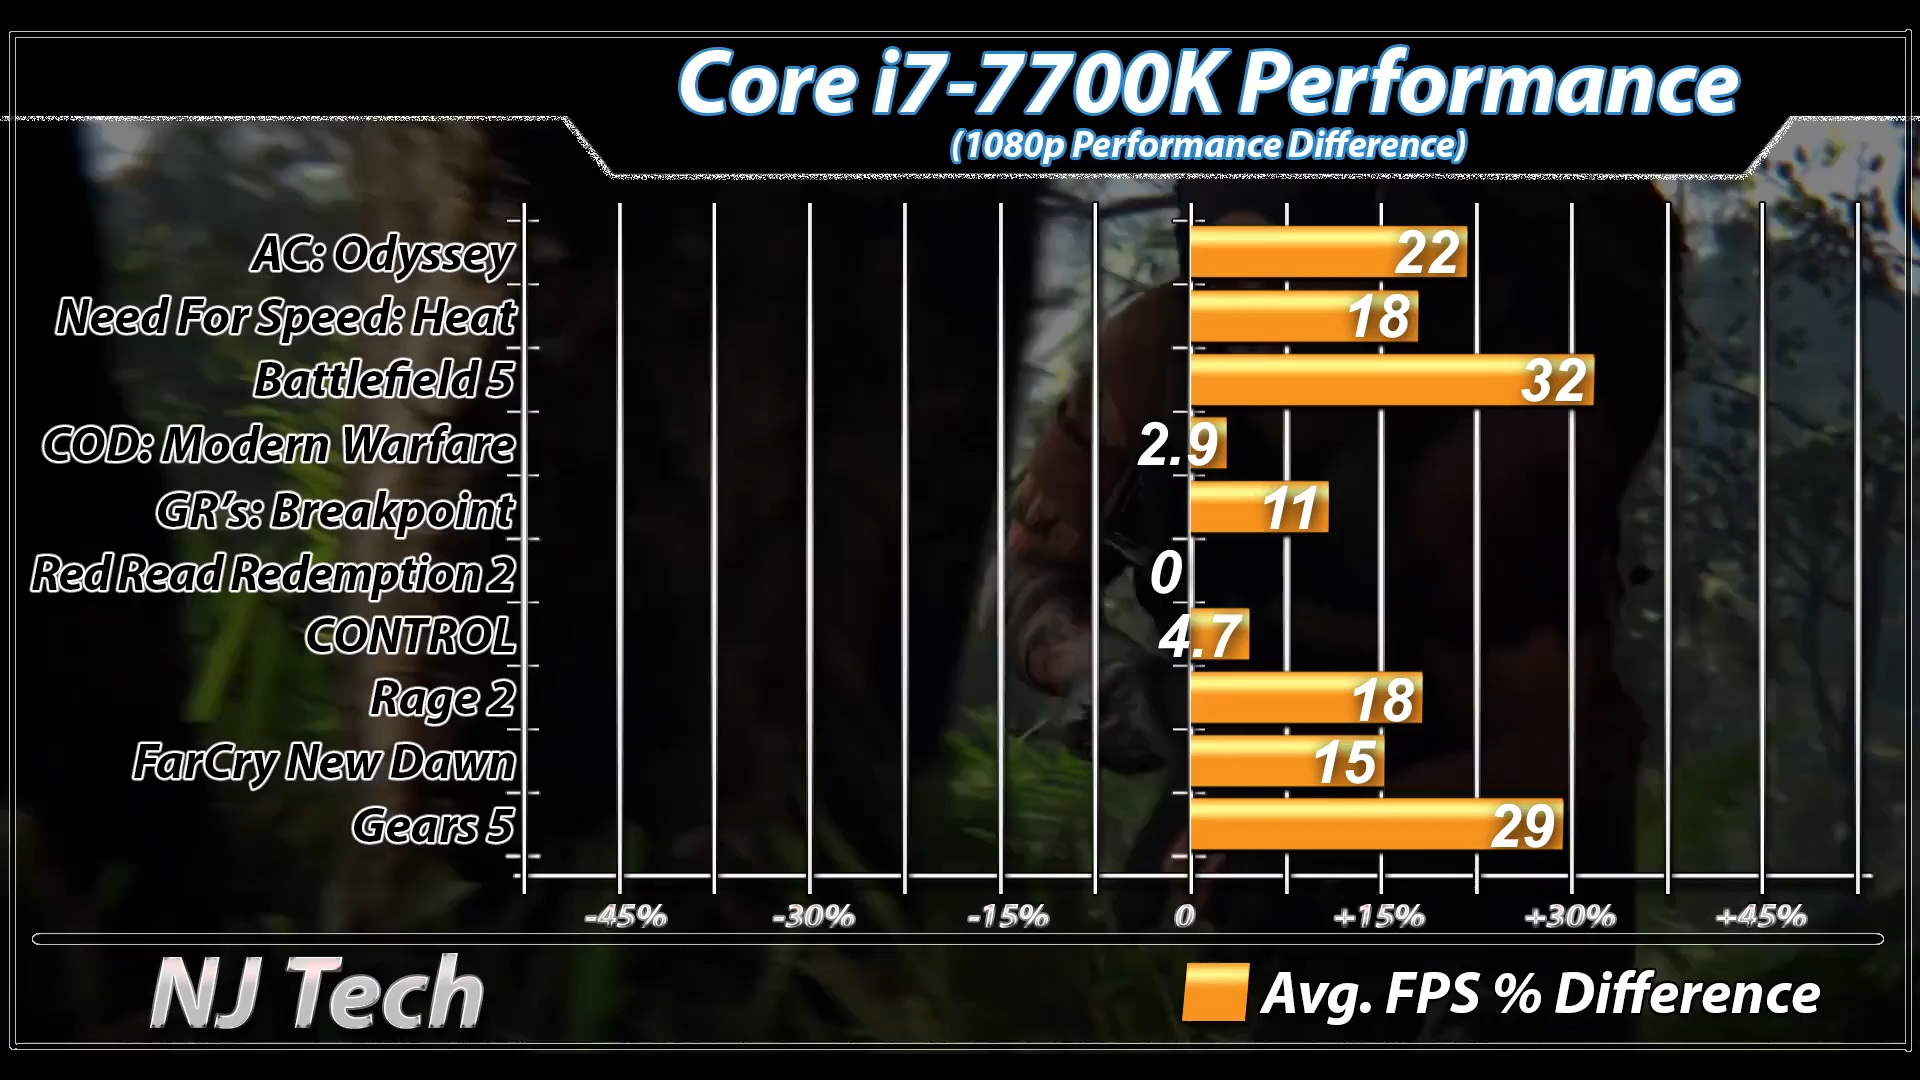 Core i7-7700K Performance
(1080p Performance Difference)
AC: Odyssey 22
Need For Speed: Heat 18
Battlefield 5 32
COD: Modern Warfare 2.9
GR's: Breakpoint 11
Red Read Redemption 2 0
CONTROL 4.7
Rage 2 18
FarCry New Dawn 15
Gears 5 29
-45% -30% -15% 0 +15% +30% +45%
NJ Tech
Avg. FPS % Difference